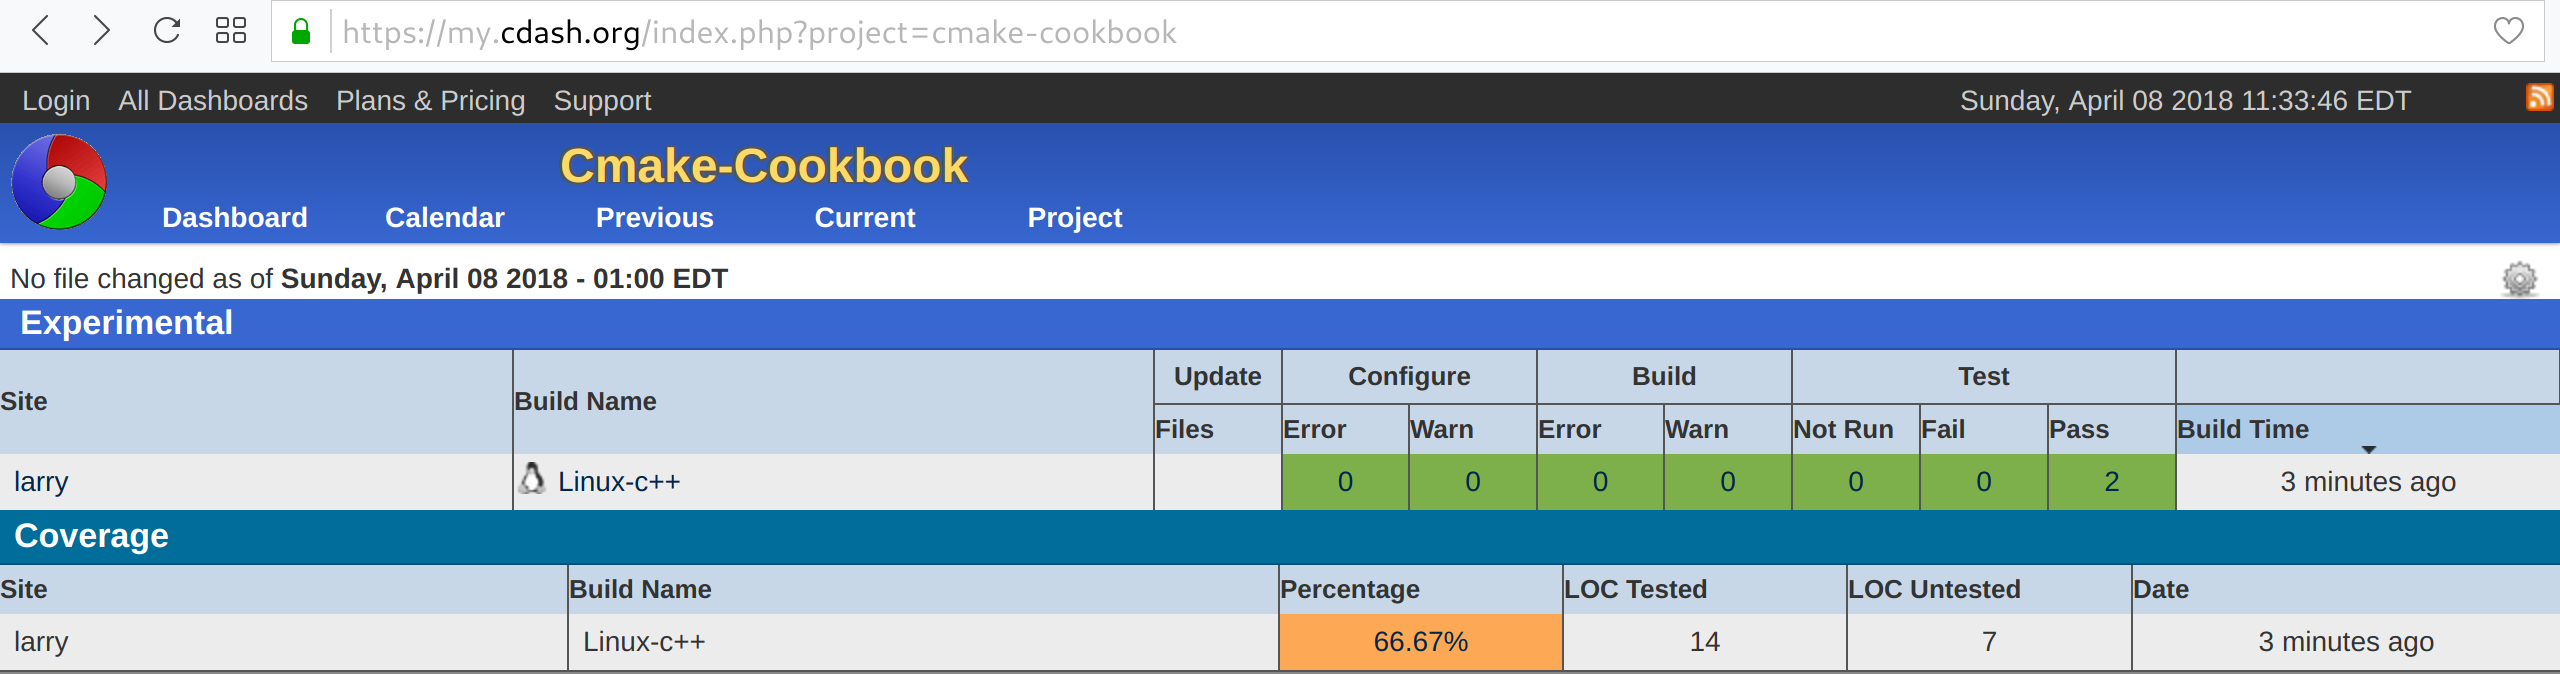 https://my.cdash.org/index.php?project=cmake-cookbook
Login All Dashboards Plans & Pricing Support Sunday, April 08 2018 11:33:46 EDT
Cmake-Cookbook
Dashboard Calendar Previous Current Project
No file changed as of Sunday, April 08 2018 - 01:00 EDT
Experimental
Site Build Name Update Configure Build Test
Files Error Warn Error Warn Not Run Fail Pass Build Time
larry Linux-c++ 0 0 0 0 0 0 2 3 minutes ago
Coverage
Site Build Name Percentage LOC Tested LOC Untested Date
larry Linux-c++ 66.67% 14 7 3 minutes ago